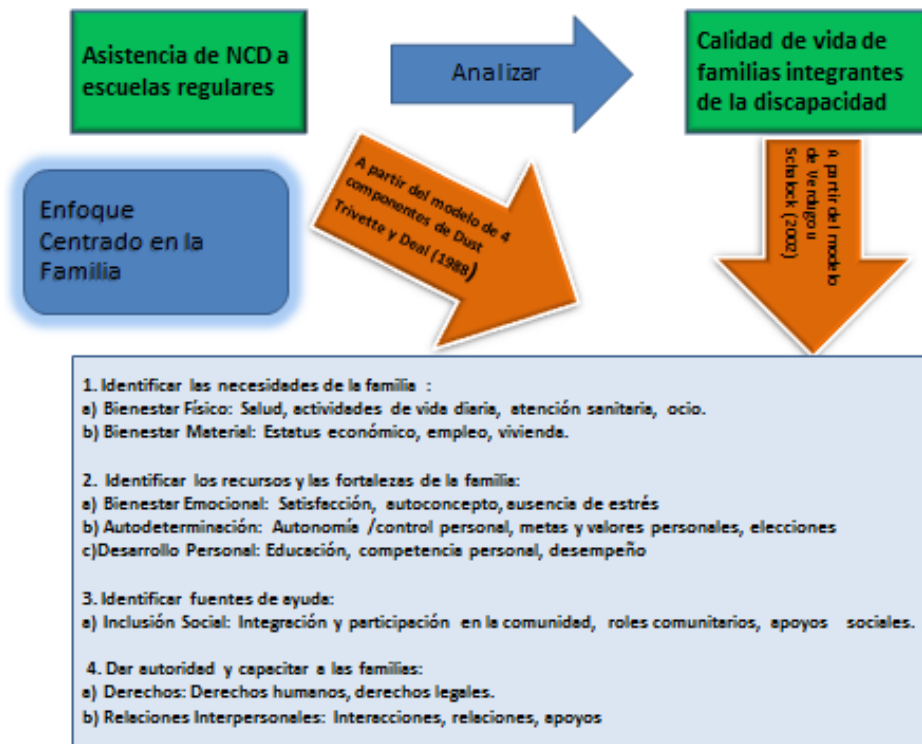 Asistencia de NCD a
escuelas regulares
Analizar
Calidad de vida de
familias integrantes
de la discapacidad
Enfoque
Centrado en la
Familia
A partir del modelo de 4
componentes de Dust
Trivette y Deal (1988)
A partir del modelo
de Verdugo u
Schalock (2002)
1. Identificar las necesidades de la familia :
a) Bienestar Físico: Salud, actividades de vida diaria, atención sanitaria, ocio.
b) Bienestar Material: Estatus económico, empleo, vivienda.
2. Identificar los recursos y las fortalezas de la familia:
a) Bienestar Emocional: Satisfacción, autoconcepto, ausencia de estrés
b) Autodeterminación: Autonomía /control personal, metas y valores personales, elecciones
c)Desarrollo Personal: Educación, competencia personal, desempeño
3. Identificar fuentes de ayuda:
a) Inclusión Social: Integración y participación en la comunidad, roles comunitarios, apoyos sociales.
4. Dar autoridad y capacitar a las familias:
a) Derechos: Derechos humanos, derechos legales.
b) Relaciones Interpersonales: Interacciones, relaciones, apoyos